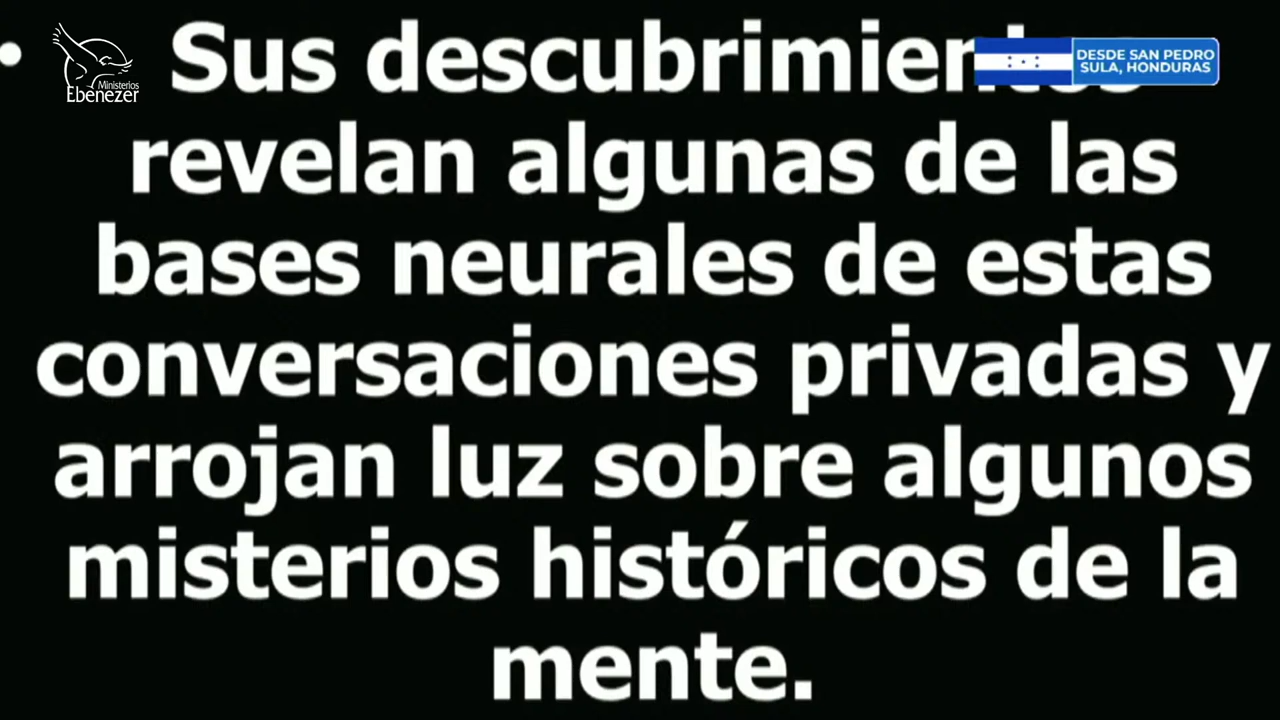 • Sus descubrimientos
revelan algunas de las
bases neurales de estas
conversaciones privadas y
arrojan luz sobre algunos
misterios históricos de la
mente.
Ministerios
Ebenezer
DESDE SAN PEDRO
SULA, HONDURAS